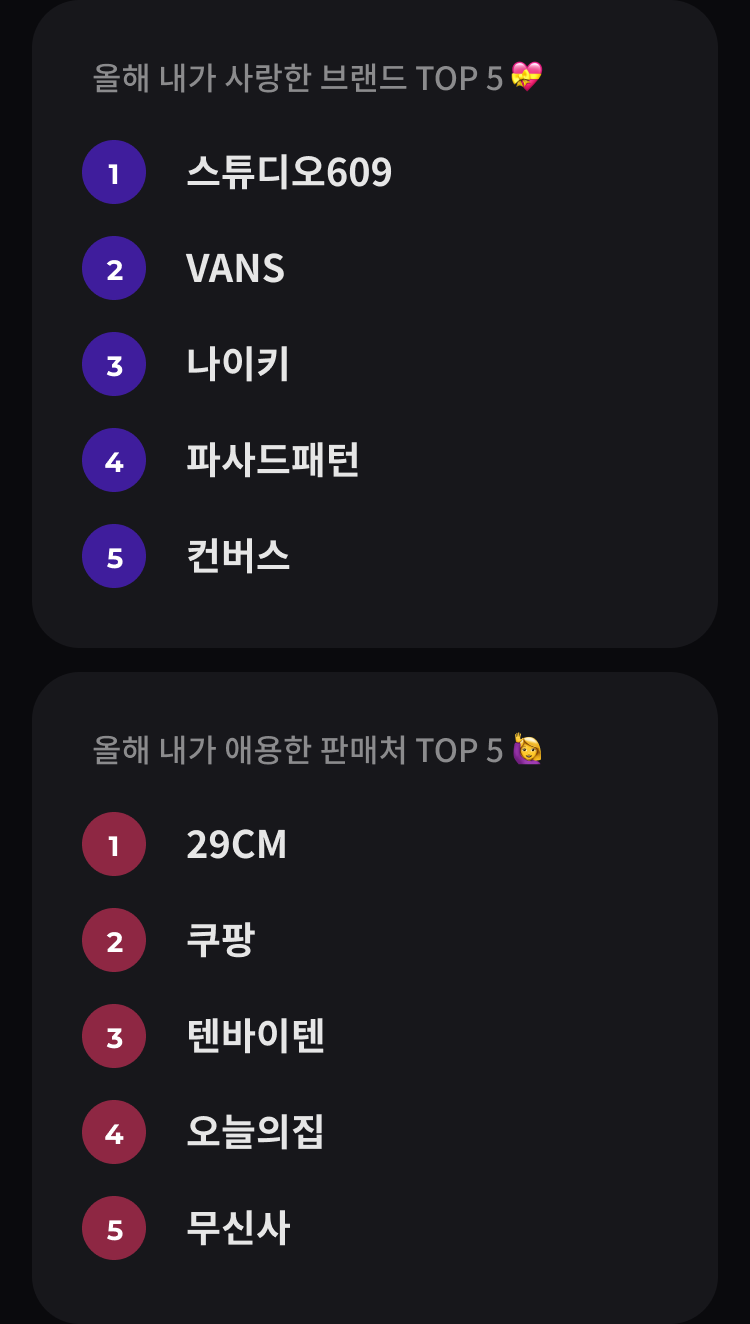 올해 내가 사랑한 브랜드 TOP 5 💝
1 스튜디오609
2 VANS
3 나이키
4 파사드패턴
5 컨버스
올해 내가 애용한 판매처 TOP 5 🙋‍♀️
1 29CM
2 쿠팡
3 텐바이텐
4 오늘의집
5 무신사